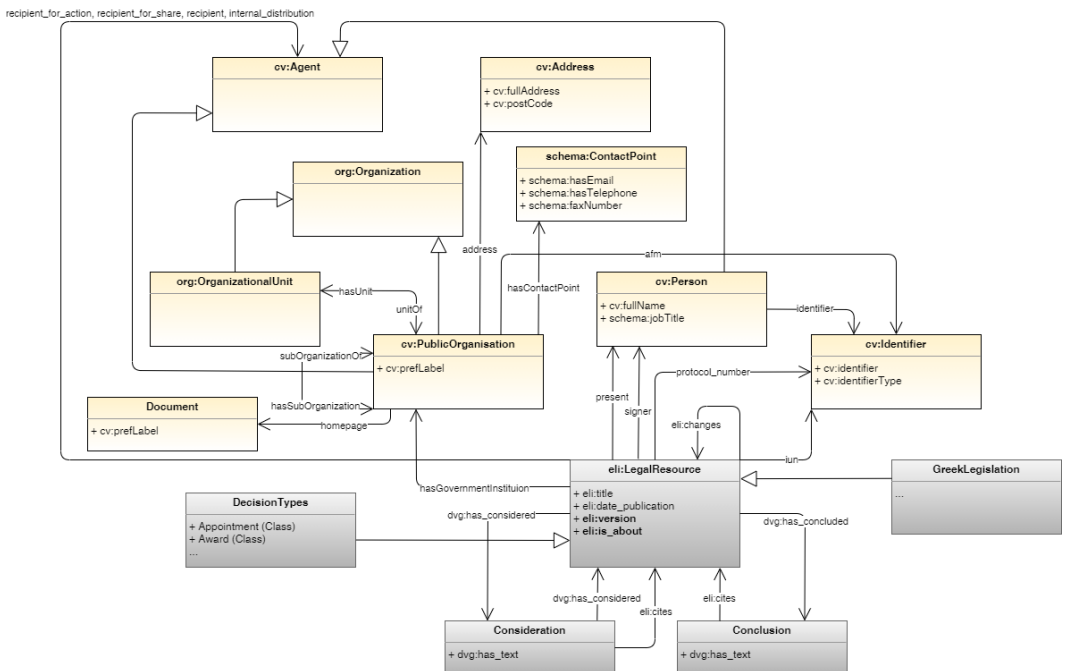 recipient_for_action, recipient_for_share, recipient, internal_distribution
cv:Agent
cv:Address
+ cv:fullAddress
+ cv:postCode
schema:ContactPoint
+ schema:hasEmail
+ schema:hasTelephone
+ schema:faxNumber
org:Organization
address
afm
hasContactPoint
org:OrganizationalUnit
hasUnit
unitOf
cv:Person
+ cv:fullName
+ schema:jobTitle
identifier
cv:PublicOrganisation
+ cv:prefLabel
subOrganizationOf
hasSubOrganization
cv:Identifier
+ cv:identifier
+ cv:identifierType
protocol_number
present
signer
Document
+ cv:prefLabel
homepage
eli:changes
iun
eli:LegalResource
+ eli:title
+ eli:date_publication
+ eli:version
+ eli:is_about
GreekLegislation
...
hasGovernmentInstituion
DecisionTypes
+ Appointment (Class)
+ Award (Class)
...
dvg:has_considered
dvg:has_concluded
dvg:has_considered
eli:cites
eli:cites
Consideration
+ dvg:has_text
Conclusion
+ dvg:has_text